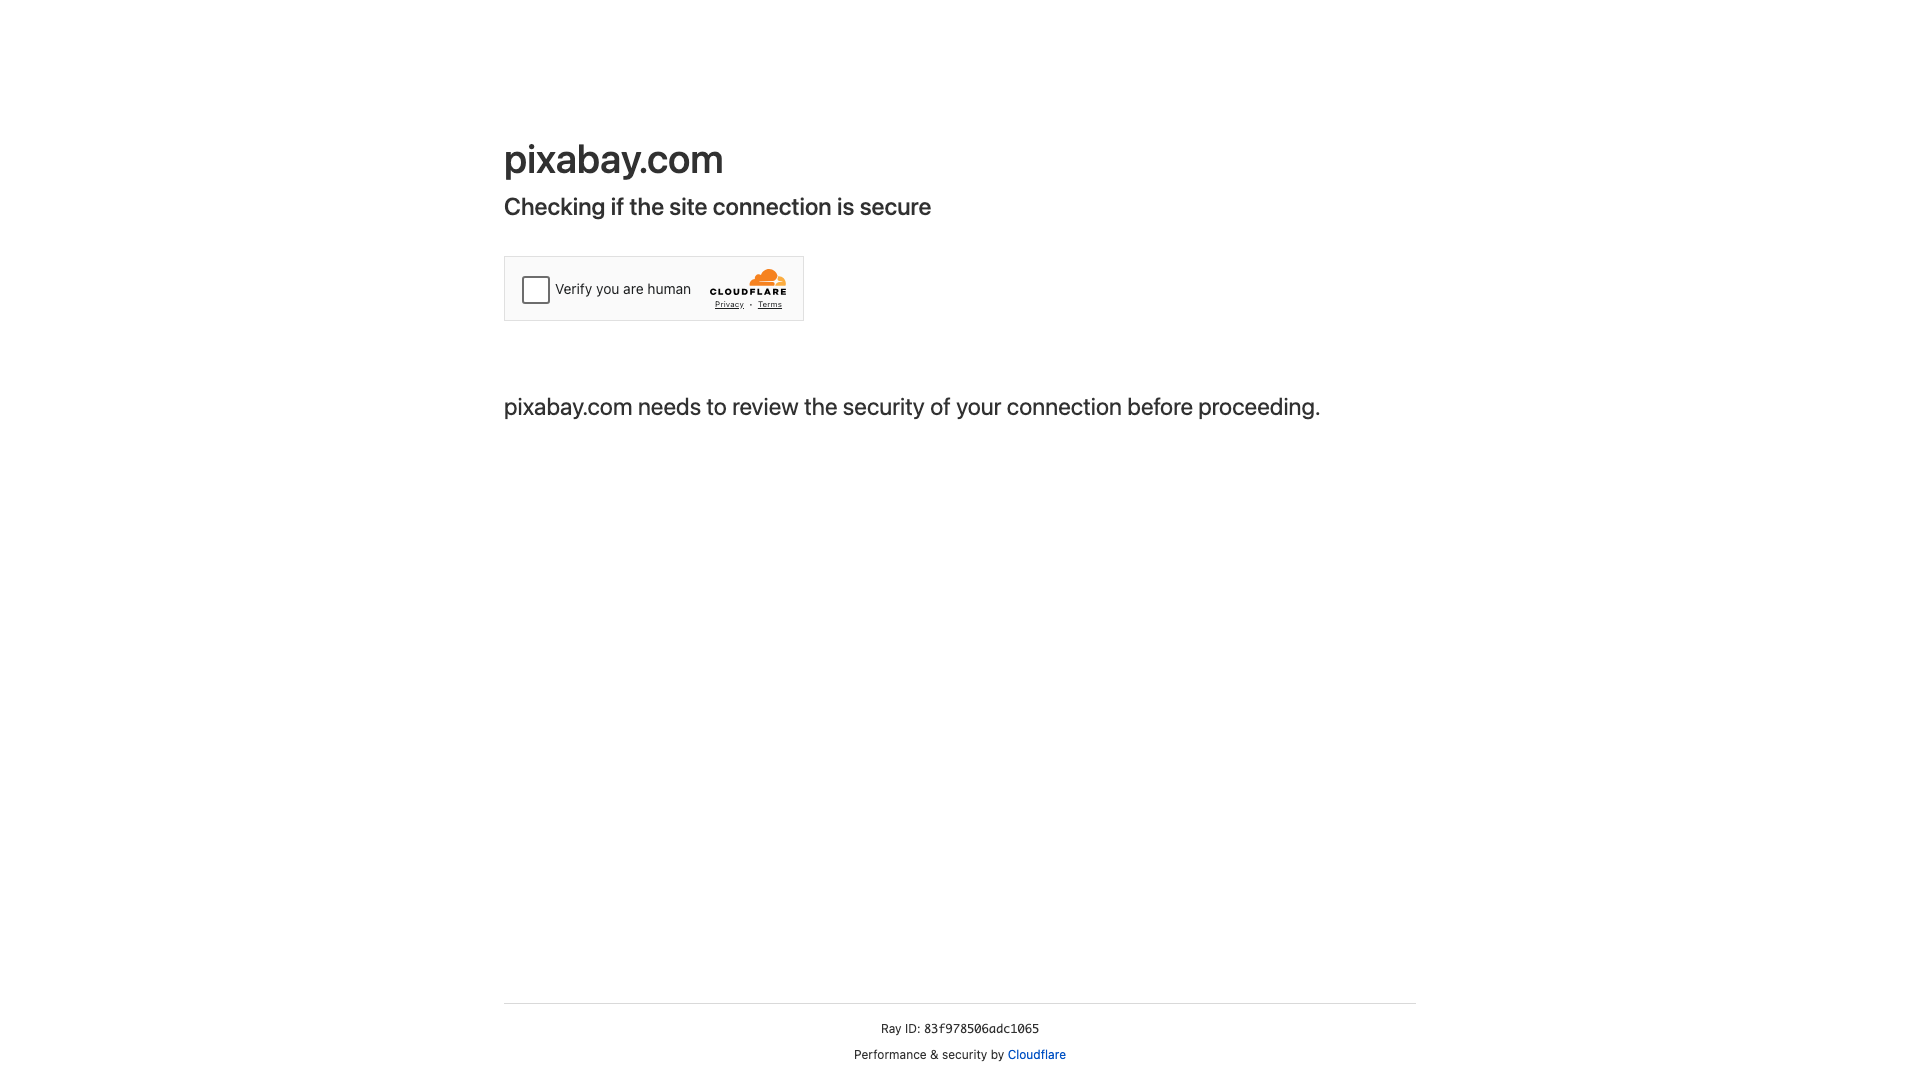 pixabay.com
Checking if the site connection is secure
Verify you are human
CLOUDFLARE
Privacy • Terms
pixabay.com needs to review the security of your connection before proceeding.
Ray ID: 83f978506adc1065
Performance & security by Cloudflare